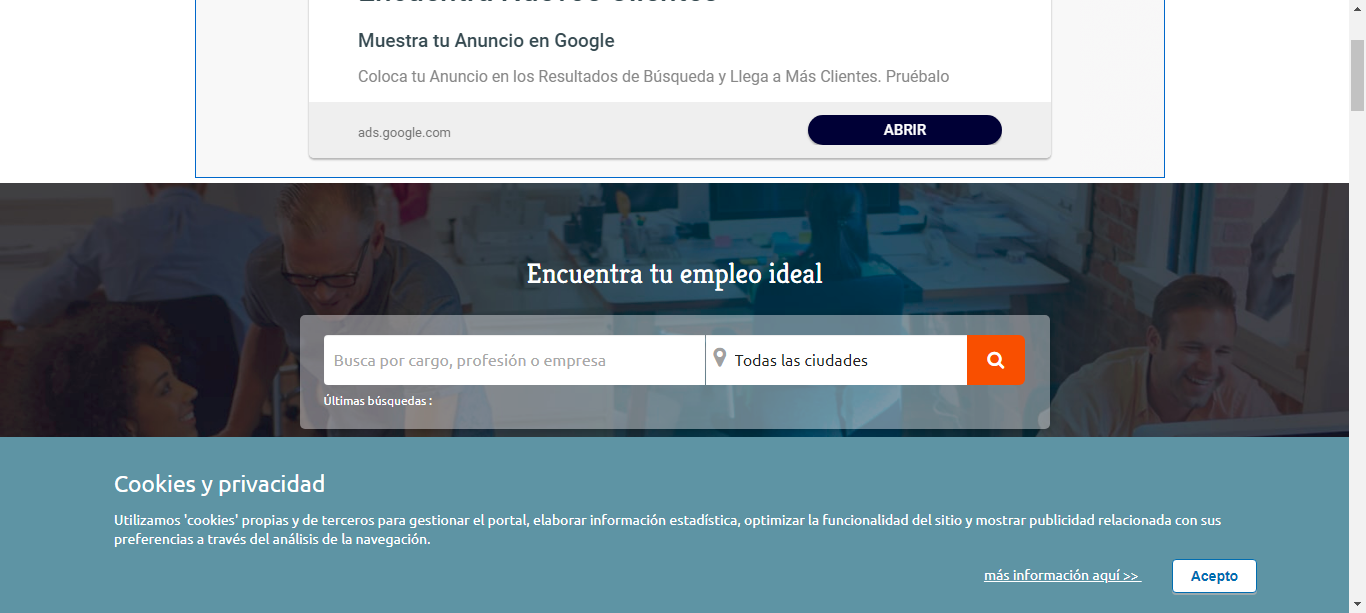 Encuentra Nuevos Clientes
Muestra tu Anuncio en Google
Coloca tu Anuncio en los Resultados de Búsqueda y Llega a Más Clientes. Pruébalo
ads.google.com
ABRIR
Encuentra tu empleo ideal
Busca por cargo, profesión o empresa
Todas las ciudades
Últimas búsquedas :
Cookies y privacidad
Utilizamos 'cookies' propias y de terceros para gestionar el portal, elaborar información estadística, optimizar la funcionalidad del sitio y mostrar publicidad relacionada con sus
preferencias a través del análisis de la navegación.
más información aquí >>
Acepto